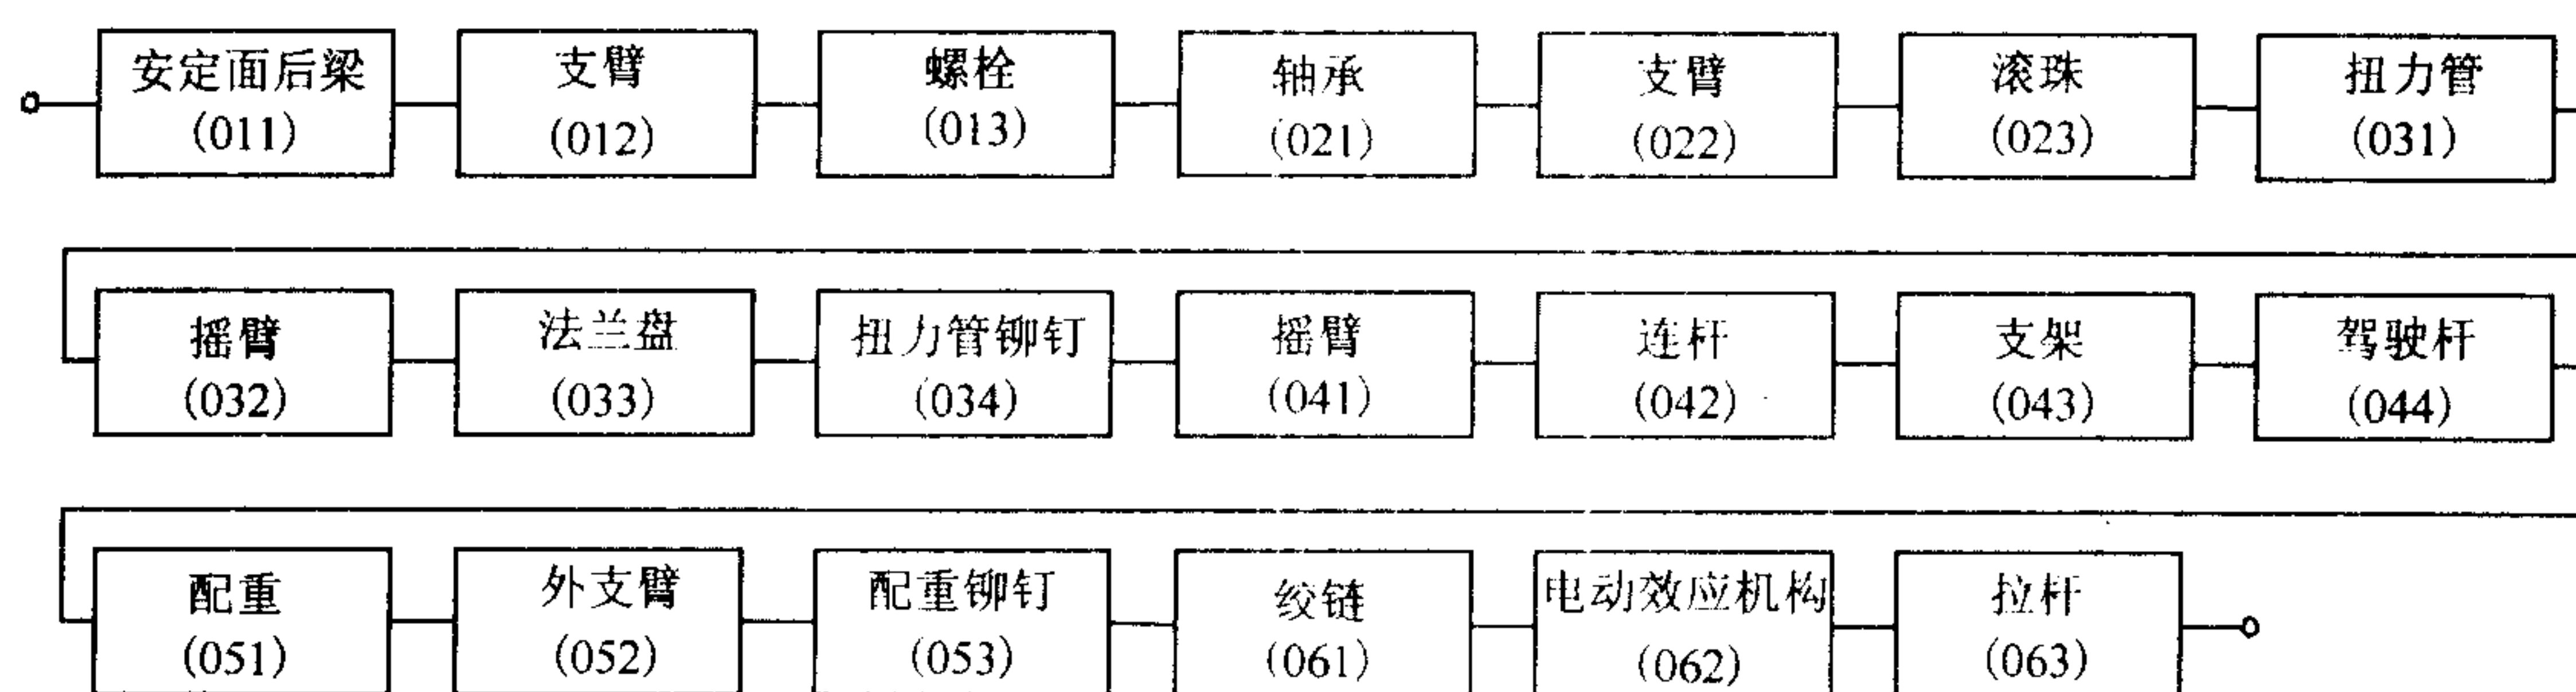 安定面后梁
(011)
支臂
(012)
螺栓
(013)
轴承
(021)
支臂
(022)
滚珠
(023)
扭力管
(031)
摇臂
(032)
法兰盘
(033)
扭力管铆钉
(034)
摇臂
(041)
连杆
(042)
支架
(043)
驾驶杆
(044)
配重
(051)
外支臂
(052)
配重铆钉
(053)
绞链
(061)
电动效应机构
(062)
拉杆
(063)